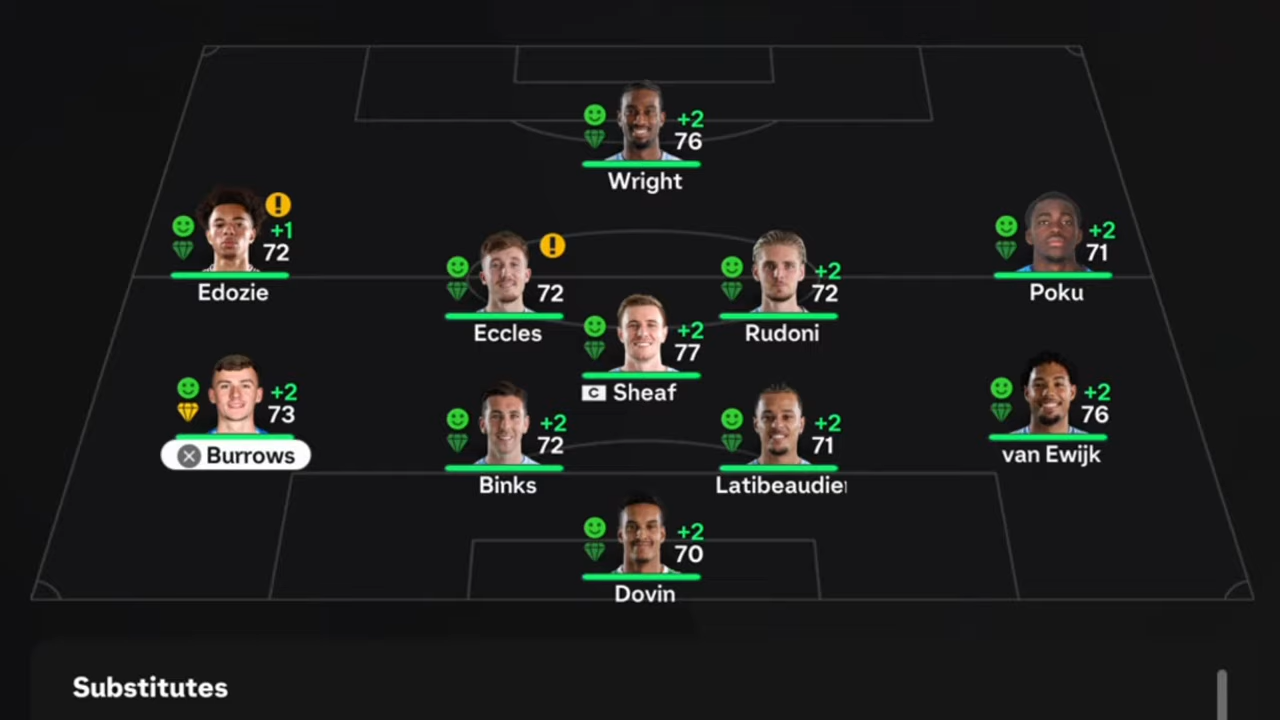 +2
76
Wright
!
+1
72
Edozie
+2
71
Poku
!
72
Eccles
+2
72
Rudoni
+2
77
C Sheaf
+2
73
Burrows
+2
72
Binks
+2
71
Latibeaudier
+2
76
van Ewijk
+2
70
Dovin
Substitutes